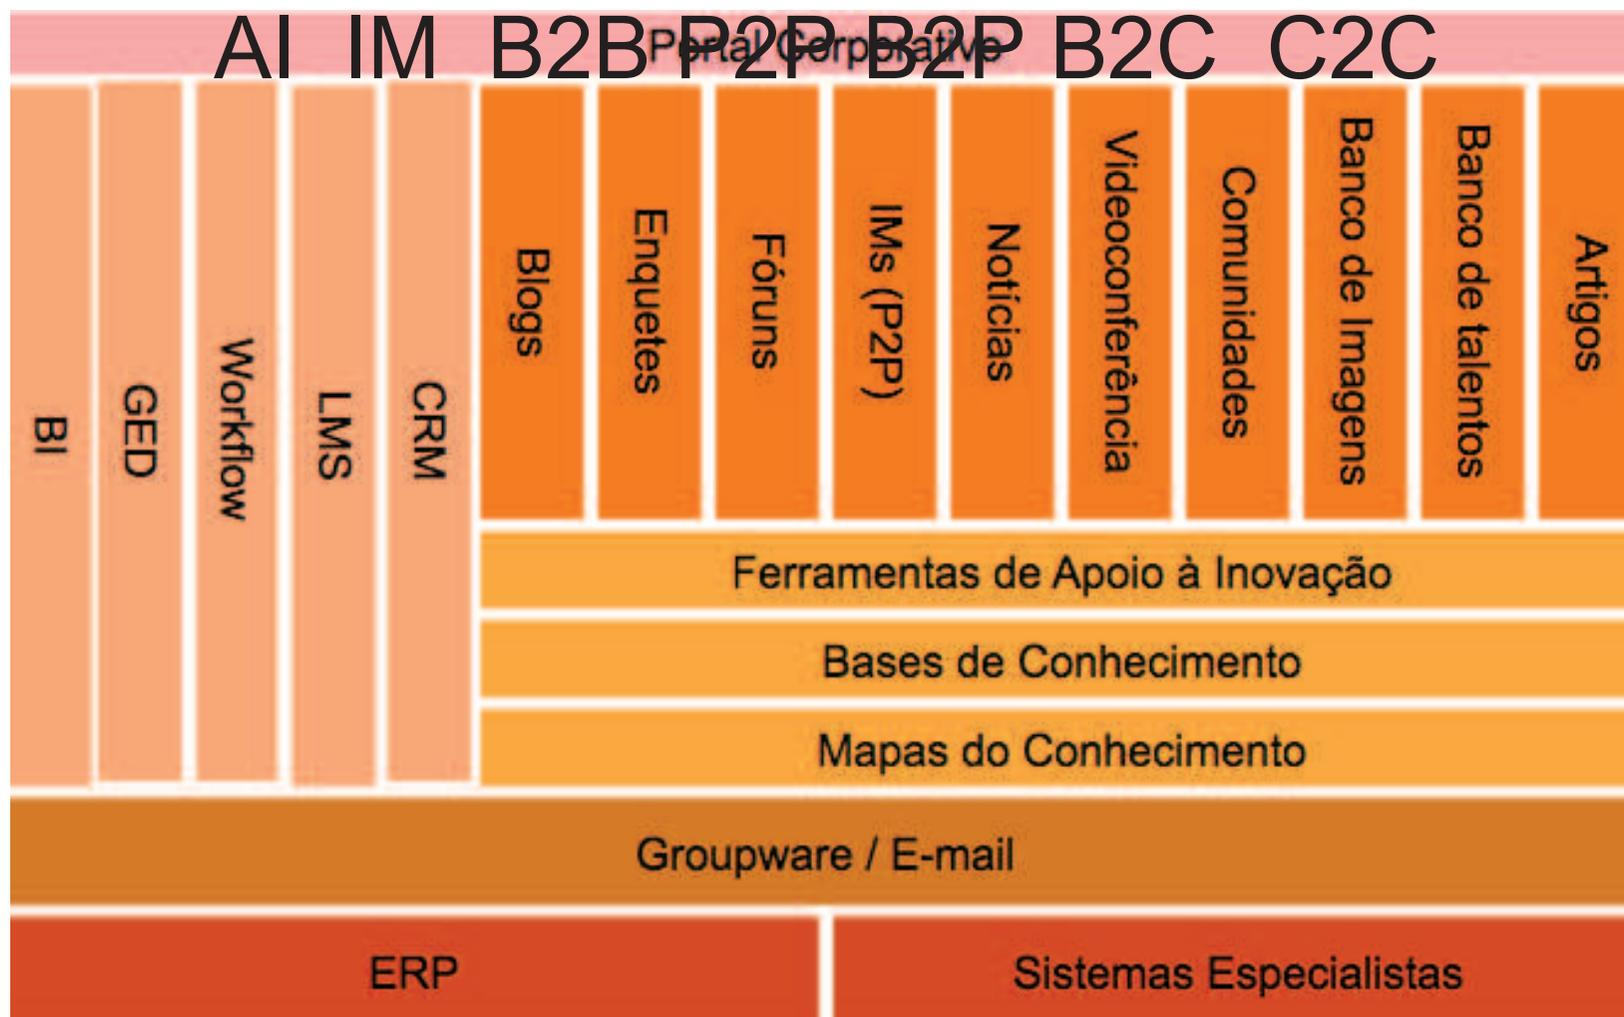 AI IM B2B P2P B2P B2C C2C
Portal Corporativo
BI
GED
Workflow
LMS
CRM
Blogs
Enquetes
Fóruns
IMs (P2P)
Notícias
Videoconferência
Comunidades
Banco de Imagens
Banco de talentos
Artigos
Ferramentas de Apoio à Inovação
Bases de Conhecimento
Mapas do Conhecimento
Groupware / E-mail
ERP
Sistemas Especialistas